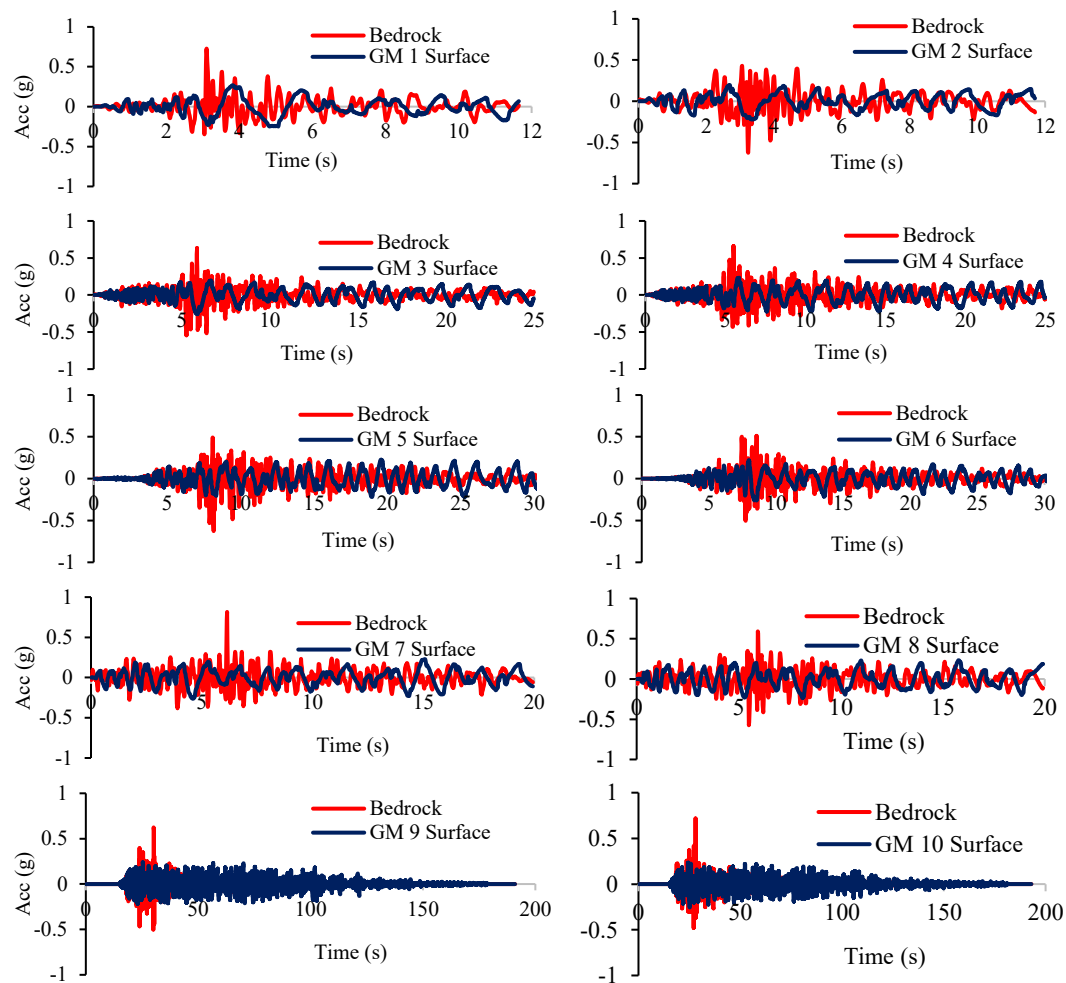 1
Bedrock
GM 1 Surface
0.5
0
Acc (g)
0 2 4 6 8 10 12
-0.5
Time (s)
-1
1
Bedrock
GM 2 Surface
0.5
0
0 2 4 6 8 10 12
-0.5
Time (s)
-1
1
Bedrock
0.5
GM 3 Surface
0
Acc (g)
0 5 10 15 20 25
-0.5
Time (s)
-1
1
Bedrock
0.5
GM 4 Surface
0
0 5 10 15 20 25
-0.5
Time (s)
-1
1
Bedrock
0.5
GM 5 Surface
0
Acc (g)
0 5 10 15 20 25 30
-0.5
Time (s)
-1
1
Bedrock
0.5
GM 6 Surface
0
0 5 10 15 20 25 30
-0.5
Time (s)
-1
1
Bedrock
0.5
GM 7 Surface
0
Acc (g)
0 5 10 15 20
-0.5
Time (s)
-1
1
Bedrock
0.5
GM 8 Surface
0
0 5 10 15 20
-0.5
Time (s)
-1
1
Bedrock
0.5
GM 9 Surface
0
Acc (g)
0 50 100 150 200
-0.5
Time (s)
-1
1
Bedrock
0.5
GM 10 Surface
0
0 50 100 150 200
-0.5
Time (s)
-1